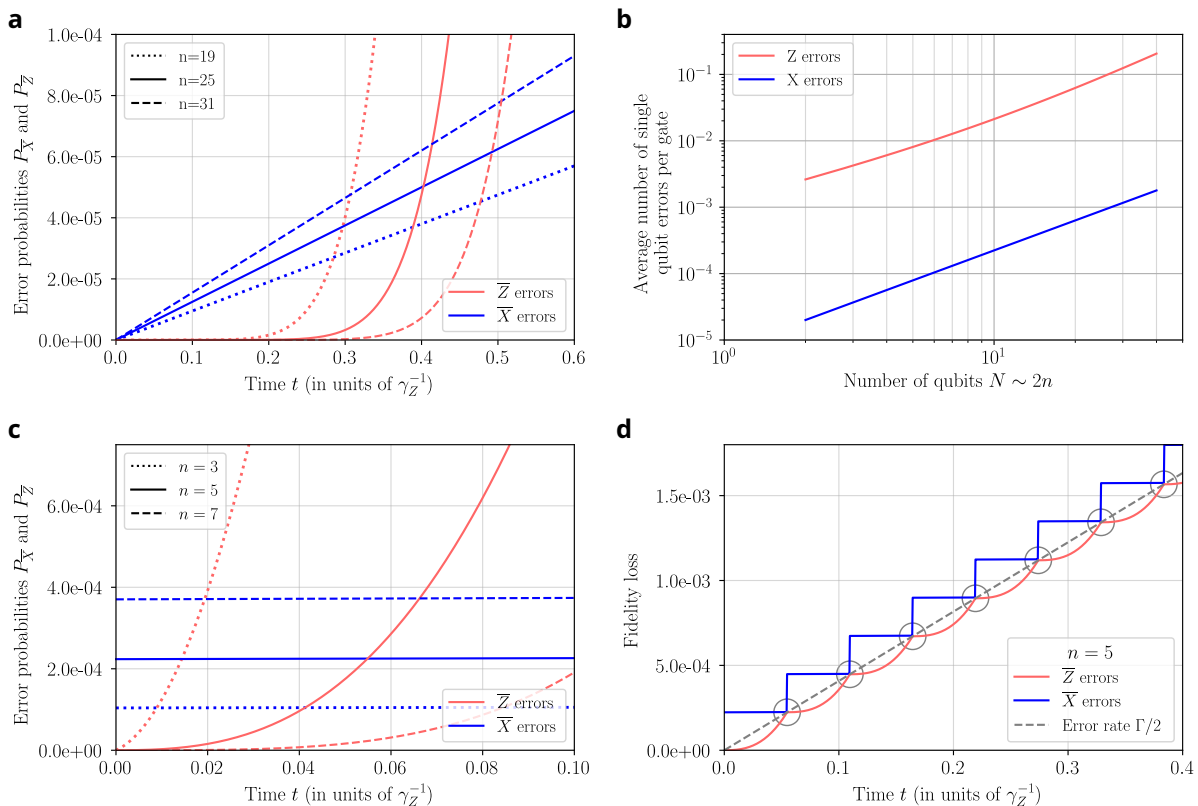 a
Error probabilities P_X̅ and P_Z̅
1.0e-04
8.0e-05
6.0e-05
4.0e-05
2.0e-05
0.0e+00
n=19
n=25
n=31
Z̅ errors
X̅ errors
0.0 0.1 0.2 0.3 0.4 0.5 0.6
Time t (in units of γ_Z^{-1})
b
Average number of single
qubit errors per gate
10^{-1}
10^{-2}
10^{-3}
10^{-4}
10^{-5}
Z errors
X errors
10^0 10^1
Number of qubits N ∼ 2n
c
Error probabilities P_X̅ and P_Z̅
6.0e-04
4.0e-04
2.0e-04
0.0e+00
n = 3
n = 5
n = 7
Z̅ errors
X̅ errors
0.00 0.02 0.04 0.06 0.08 0.10
Time t (in units of γ_Z^{-1})
d
Fidelity loss
1.5e-03
1.0e-03
5.0e-04
0.0e+00
n = 5
Z̅ errors
X̅ errors
Error rate Γ/2
0.0 0.1 0.2 0.3 0.4
Time t (in units of γ_Z^{-1})